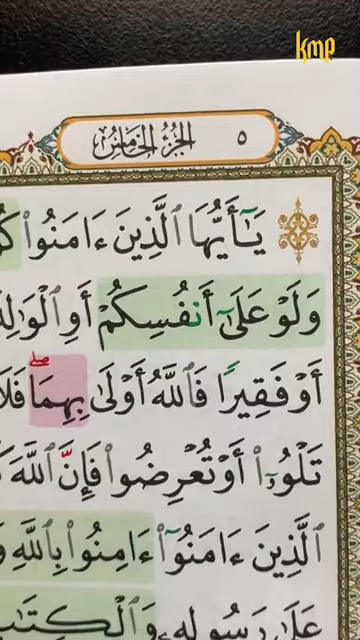 kmp
الجزء الخامس ٥
يَـٰٓأَيُّهَا ٱلَّذِينَ ءَامَنُوا۟
وَلَوْ عَلَىٰٓ أَنفُسِكُمْ أَوِ
أَوْ فَقِيرًا فَٱللَّهُ أَوْلَىٰ بِهِمَا ۖ
تَلْوُۥٓا۟ أَوْ تُعْرِضُوا۟ فَإِنَّ ٱللَّهَ
ٱلَّذِينَ ءَامَنُوٓا۟ ءَامِنُوا۟ بِٱللَّهِ
عَلَىٰ رَسُولِهِۦ